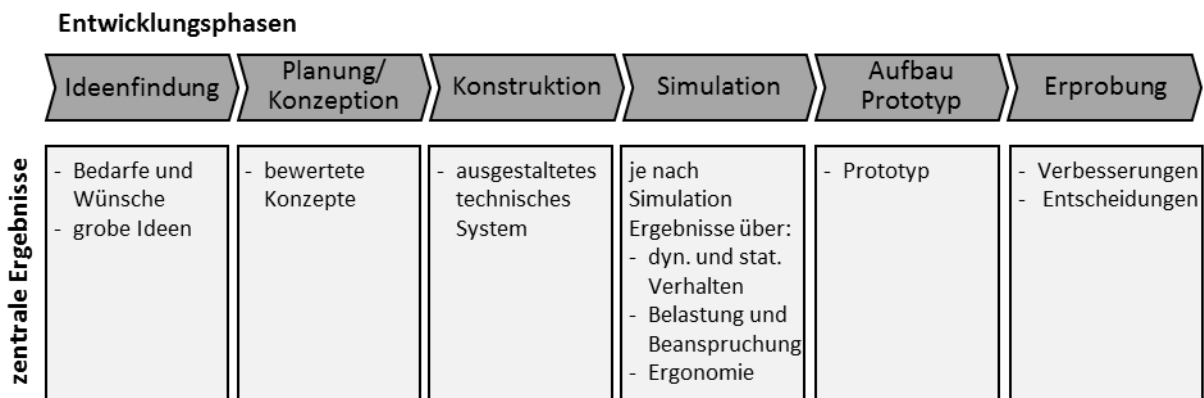 Entwicklungsphasen
Ideenfindung
Planung/
Konzeption
Konstruktion
Simulation
Aufbau
Prototyp
Erprobung
zentrale Ergebnisse
- Bedarfe und
Wünsche
- grobe Ideen
- bewertete
Konzepte
- ausgestaltetes
technisches
System
je nach
Simulation
Ergebnisse über:
- dyn. und stat.
Verhalten
- Belastung und
Beanspruchung
- Ergonomie
- Prototyp
- Verbesserungen
- Entscheidungen